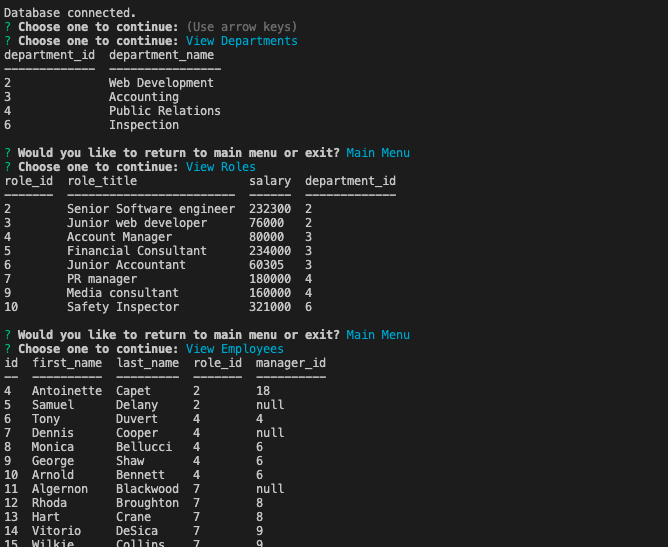 Database connected.
? Choose one to continue: (Use arrow keys)
? Choose one to continue: View Departments
department_id  department_name
-------------  ----------------
2              Web Development
3              Accounting
4              Public Relations
6              Inspection
? Would you like to return to main menu or exit? Main Menu
? Choose one to continue: View Roles
role_id  role_title                salary  department_id
-------  ------------------------  ------  -------------
2        Senior Software engineer  232300  2
3        Junior web developer      76000   2
4        Account Manager           80000   3
5        Financial Consultant      234000  3
6        Junior Accountant         60305   3
7        PR manager                180000  4
9        Media consultant          160000  4
10       Safety Inspector          321000  6
? Would you like to return to main menu or exit? Main Menu
? Choose one to continue: View Employees
id  first_name  last_name  role_id  manager_id
--  ----------  ---------  -------  ----------
4   Antoinette  Capet      2        18
5   Samuel      Delany     2        null
6   Tony        Duvert     4        4
7   Dennis      Cooper     4        null
8   Monica      Bellucci   4        6
9   George      Shaw       4        6
10  Arnold      Bennett    4        6
11  Algernon    Blackwood  7        null
12  Rhoda       Broughton  7        8
13  Hart        Crane      7        8
14  Vitorio     DeSica     7        9
15  Wilkie      Collins    7        9